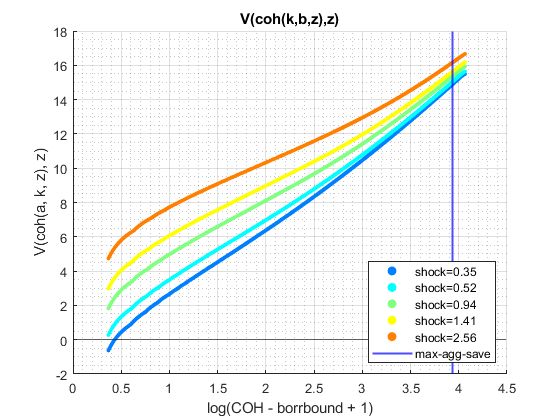 V(coh(k,b,z),z)
18
16
14
12
10
8
6
4
2
0
-2
V(coh(a, k, z), z)
shock=0.35
shock=0.52
shock=0.94
shock=1.41
shock=2.56
max-agg-save
0 0.5 1 1.5 2 2.5 3 3.5 4 4.5
log(COH - borrbound + 1)